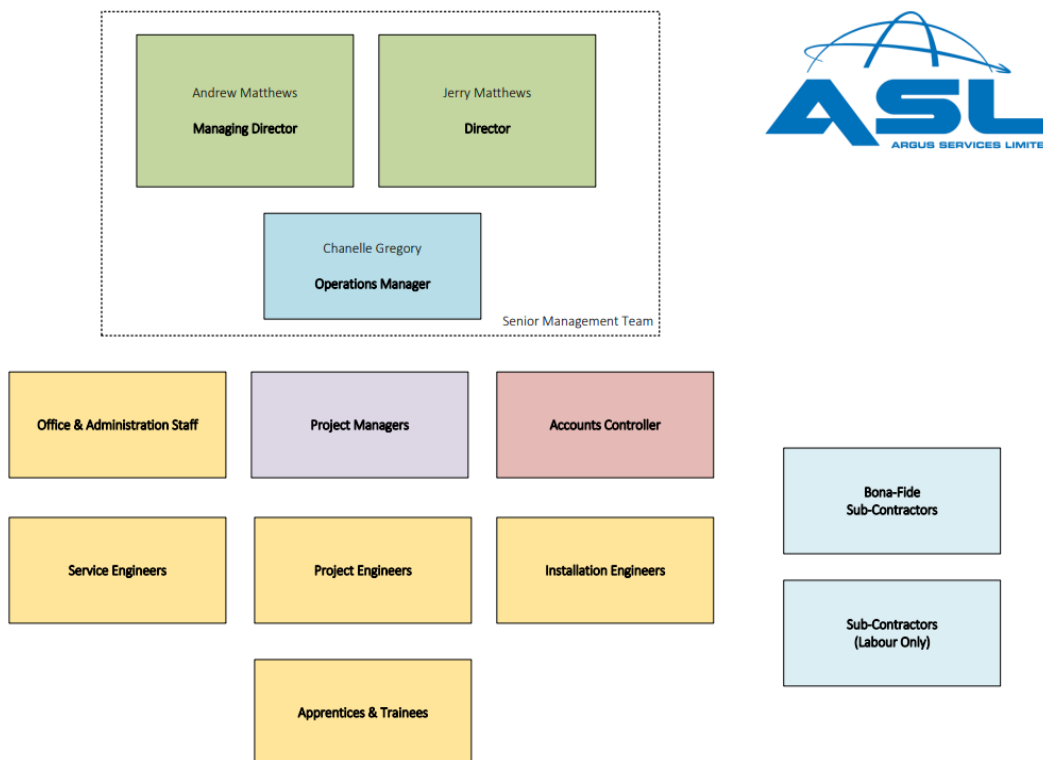 Andrew Matthews
Managing Director
Jerry Matthews
Director
ASL
ARGUS SERVICES LIMITE
Chanelle Gregory
Operations Manager
Senior Management Team
Office & Administration Staff
Project Managers
Accounts Controller
Bona-Fide
Sub-Contractors
Service Engineers
Project Engineers
Installation Engineers
Sub-Contractors
(Labour Only)
Apprentices & Trainees